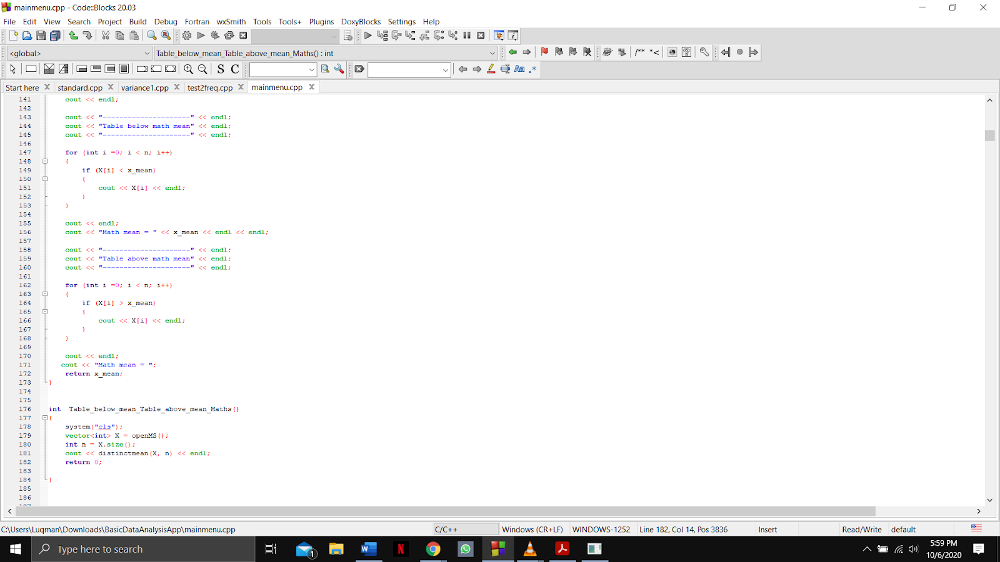 mainmenu.cpp - Code::Blocks 20.03
File Edit View Search Project Build Debug Fortran wxSmith Tools Tools+ Plugins DoxyBlocks Settings Help
<global> Table_below_mean_Table_above_mean_Maths() : int /** *<
S C Aa .*
Start here standard.cpp variance1.cpp test2freq.cpp mainmenu.cpp
141 cout << endl;
142
143 cout << "---------------------" << endl;
144 cout << "Table below math mean" << endl;
145 cout << "---------------------" << endl;
146
147 for (int i =0; i < n; i++)
148 {
149 if (X[i] < x_mean)
150 {
151 cout << X[i] << endl;
152 }
153 }
154
155 cout << endl;
156 cout << "Math mean = " << x_mean << endl << endl;
157
158 cout << "---------------------" << endl;
159 cout << "Table above math mean" << endl;
160 cout << "---------------------" << endl;
161
162 for (int i =0; i < n; i++)
163 {
164 if (X[i] > x_mean)
165 {
166 cout << X[i] << endl;
167 }
168 }
169
170 cout << endl;
171 cout << "Math mean = ";
172 return x_mean;
173 }
174
175
176 int  Table_below_mean_Table_above_mean_Maths()
177 {
178 system("cls");
179 vector<int> X = openMS();
180 int n = X.size();
181 cout << distinctmean(X, n) << endl;
182 return 0;
183
184 }
185
186
187
C:\Users\Luqman\Downloads\BasicDataAnalysisApp\mainmenu.cpp C/C++ Windows (CR+LF) WINDOWS-1252 Line 182, Col 14, Pos 3836 Insert Read/Write default
Type here to search 1 W N 5:59 PM
10/6/2020